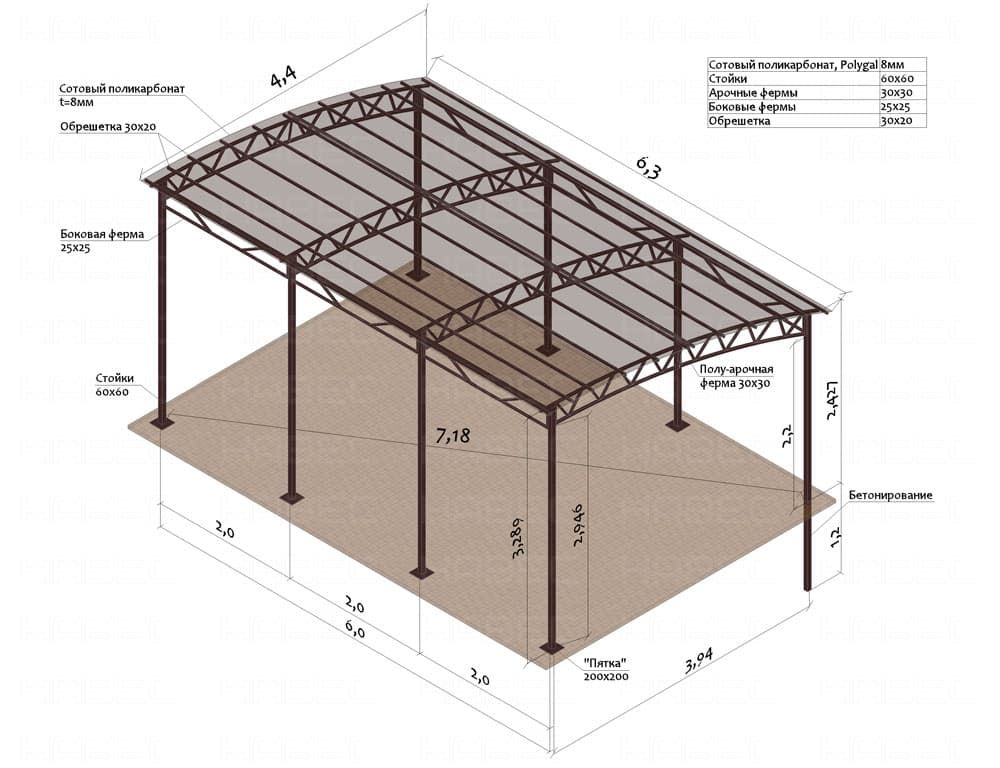 4,4
Сотовый поликарбонат, Polygal 8мм
Стойки 60х60
Арочные фермы 30х30
Боковые фермы 25х25
Обрешетка 30х20
Сотовый поликарбонат
t=8мм
Обрешетка 30х20
6,3
Боковая ферма
25х25
Полу-арочная
ферма 30х30
Стойки
60х60
2,427
2,2
7,18
Бетонирование
1,2
3,289
2,946
2,0
2,0
6,0
2,0
"Пятка"
200х200
3,94